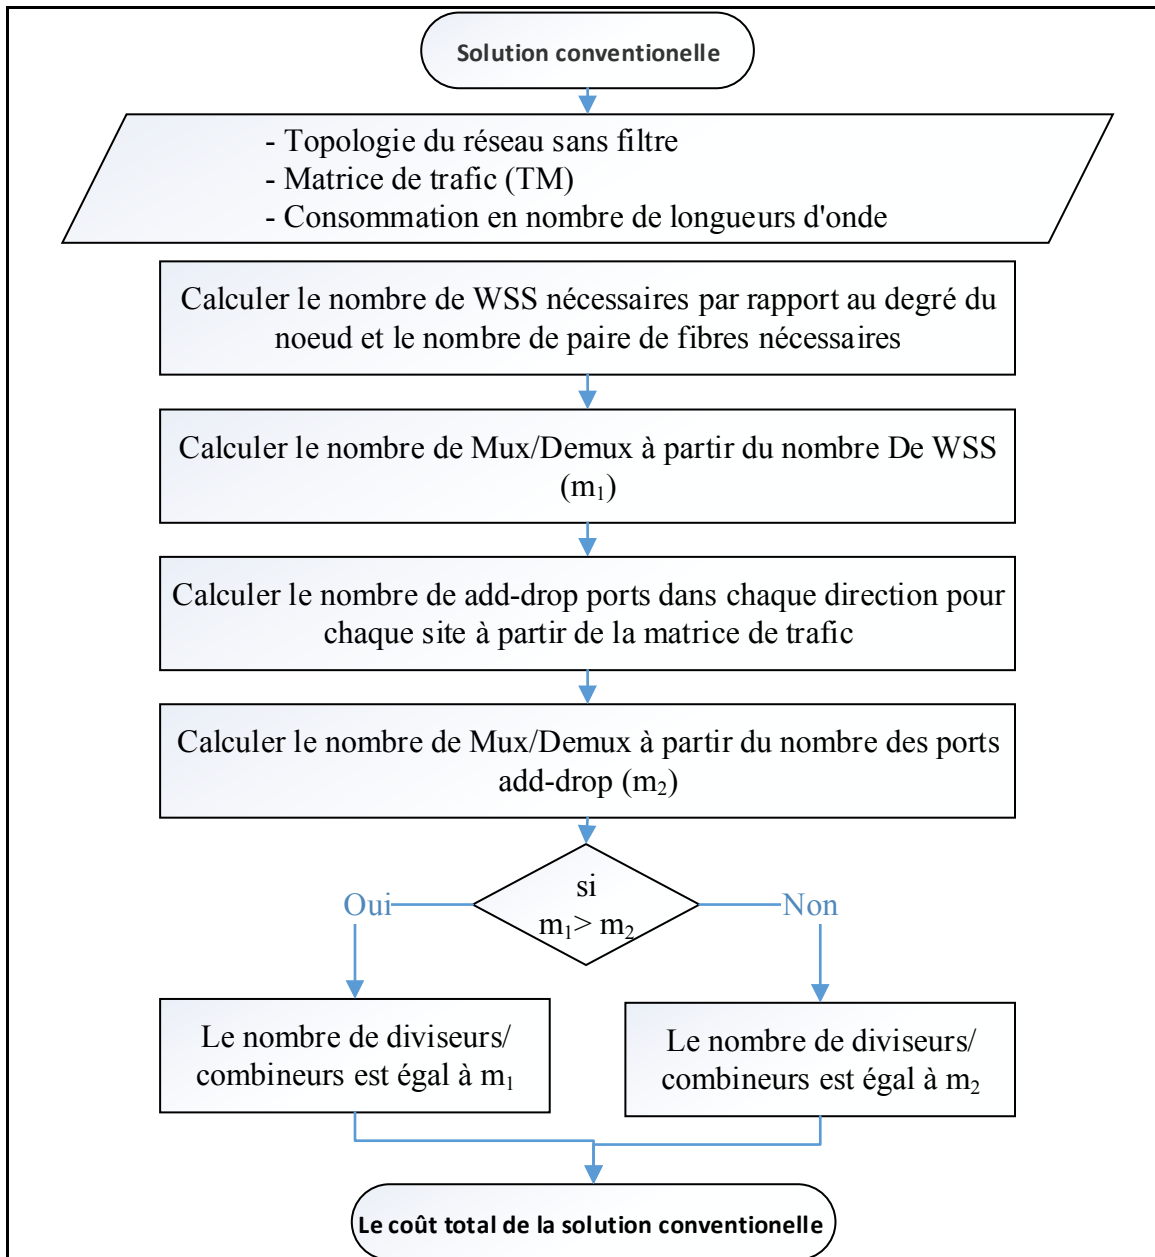 Solution conventionelle
- Topologie du réseau sans filtre
- Matrice de trafic (TM)
- Consommation en nombre de longueurs d'onde
Calculer le nombre de WSS nécessaires par rapport au degré du
noeud et le nombre de paire de fibres nécessaires
Calculer le nombre de Mux/Demux à partir du nombre De WSS
(m₁)
Calculer le nombre de add-drop ports dans chaque direction pour
chaque site à partir de la matrice de trafic
Calculer le nombre de Mux/Demux à partir du nombre des ports
add-drop (m₂)
si
m₁> m₂
Oui
Non
Le nombre de diviseurs/
combineurs est égal à m₁
Le nombre de diviseurs/
combineurs est égal à m₂
Le coût total de la solution conventionelle